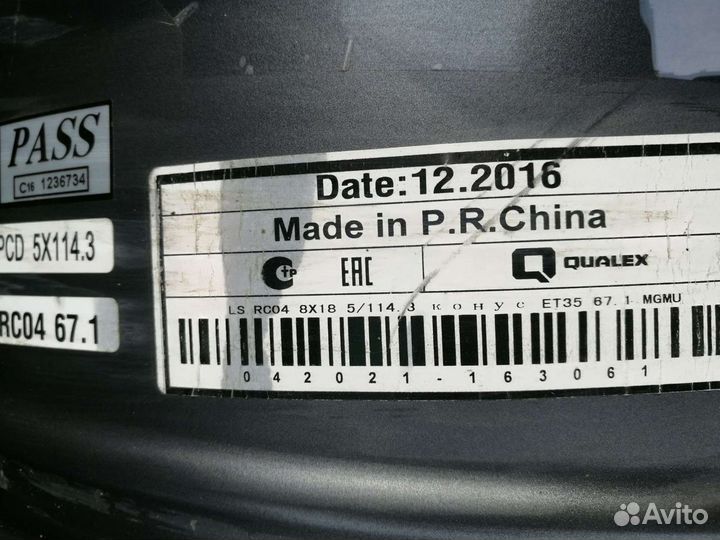 PASS
C16 1236734
PCD 5X114.3
RC04 67.1
Date:12.2016
Made in P.R.China
EAC
QUALEX
LS RC04 8X18 5/114.3 конус ET35 67.1 MGMU
042021-163061
Avito